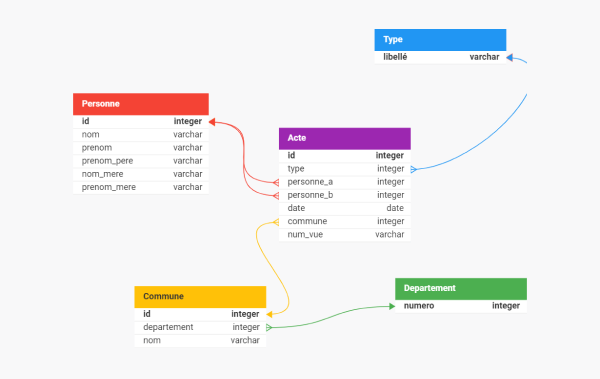 Type
libellé varchar
Personne
id integer
nom varchar
prenom varchar
prenom_pere varchar
nom_mere varchar
prenom_mere varchar
Acte
id integer
type integer
personne_a integer
personne_b integer
date date
commune integer
num_vue varchar
Commune
id integer
departement integer
nom varchar
Departement
numero integer